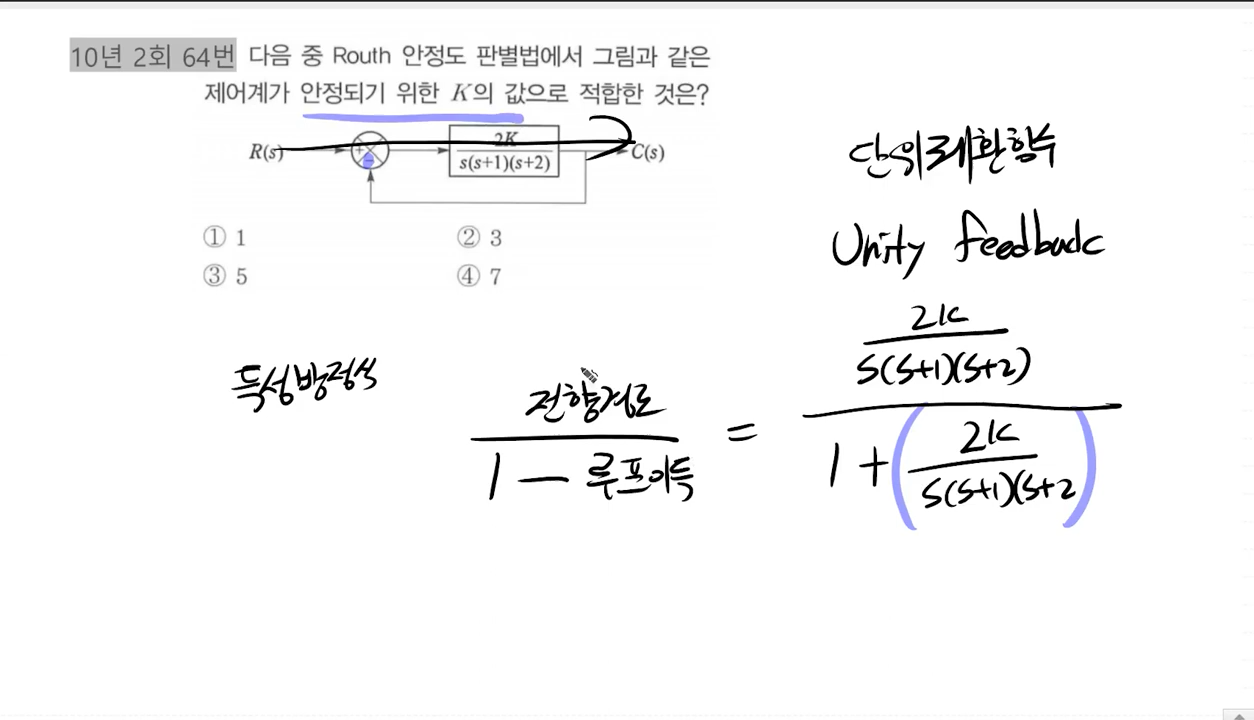 10년 2회 64번 다음 중 Routh 안정도 판별법에서 그림과 같은
제어계가 안정되기 위한 K의 값으로 적합한 것은?
R(s) + - 2K C(s)
s(s+1)(s+2)
① 1 ② 3
③ 5 ④ 7
단위궤환함수
Unity feedback
특성방정식
전향경로
1 - 루프이득
=
2K
s(s+1)(s+2)
1 + ( 2K
s(s+1)(s+2 )